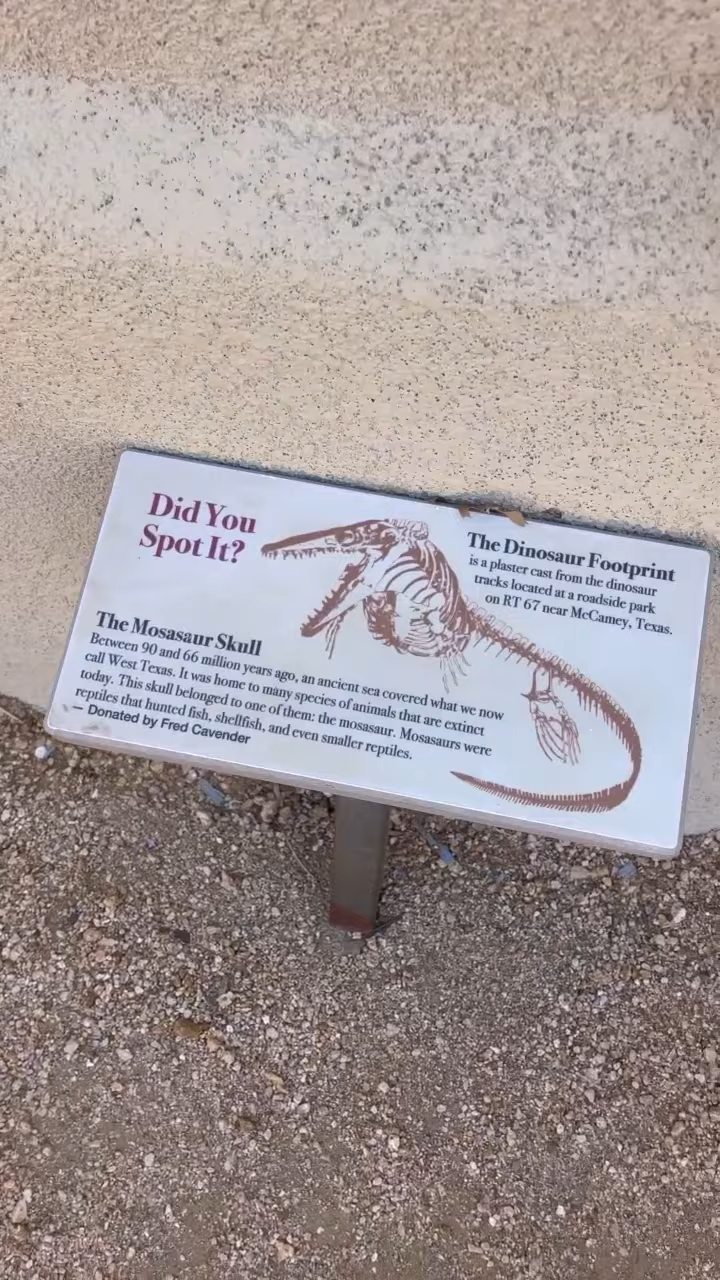 Did You
Spot It?
The Dinosaur Footprint
is a plaster cast from the dinosaur
tracks located at a roadside park
on RT 67 near McCamey, Texas.
The Mosasaur Skull
Between 90 and 66 million years ago, an ancient sea covered what we now
call West Texas. It was home to many species of animals that are extinct
today. This skull belonged to one of them: the mosasaur. Mosasaurs were
reptiles that hunted fish, shellfish, and even smaller reptiles.
— Donated by Fred Cavender